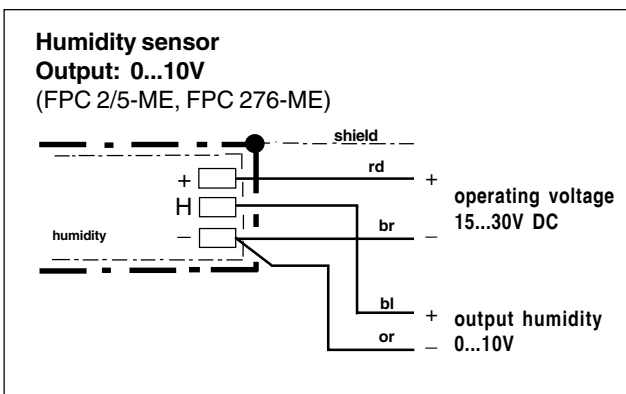 Humidity sensor
Output: 0...10V
(FPC 2/5-ME, FPC 276-ME)
shield
rd
+
+
operating voltage
15...30V DC
H
humidity
–
br
–
bl
+
output humidity
or
–
0...10V